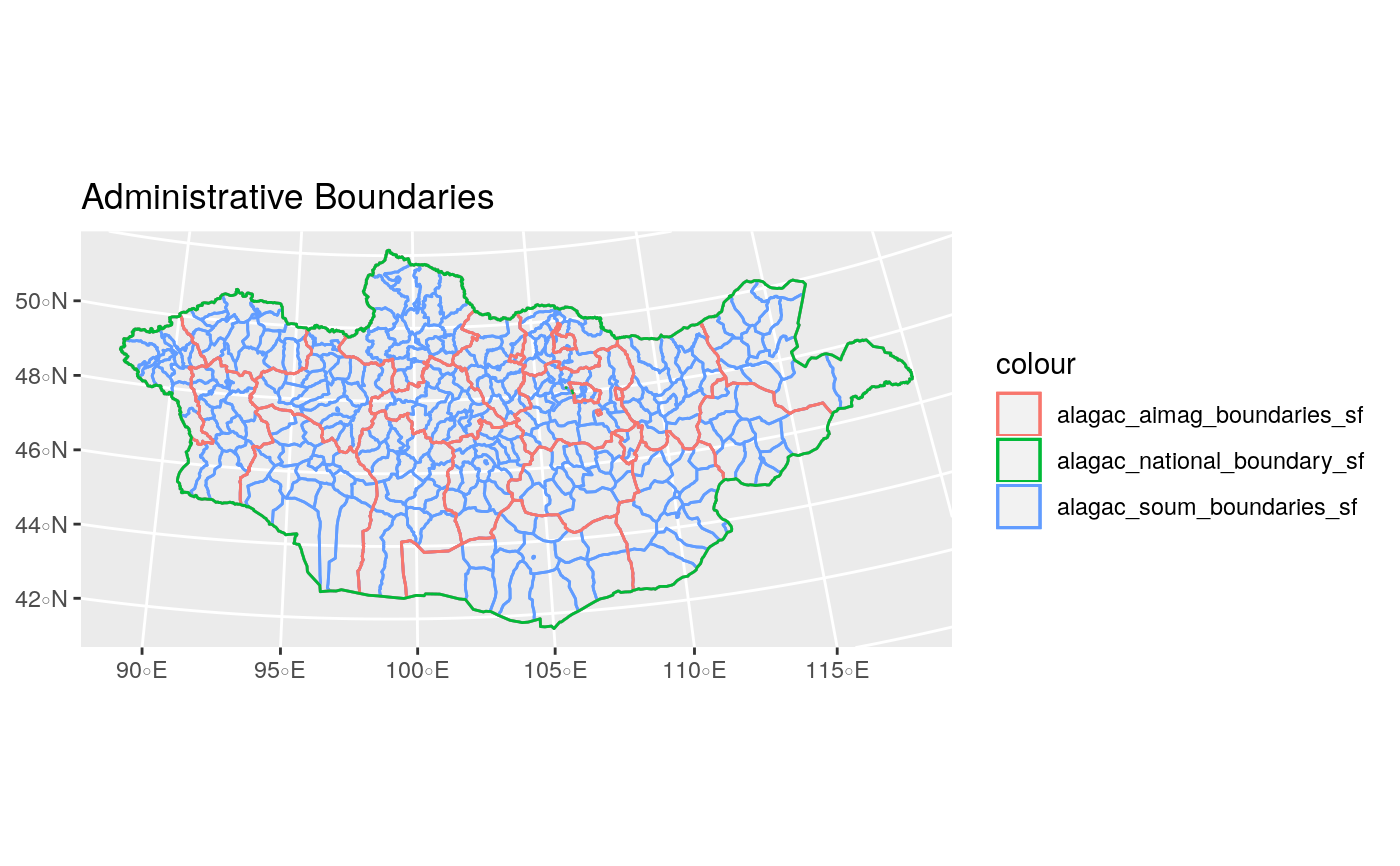 Administrative Boundaries
50◦N
48◦N
46◦N
44◦N
42◦N
90◦E 95◦E 100◦E 105◦E 110◦E 115◦E
colour
alagac_aimag_boundaries_sf
alagac_national_boundary_sf
alagac_soum_boundaries_sf